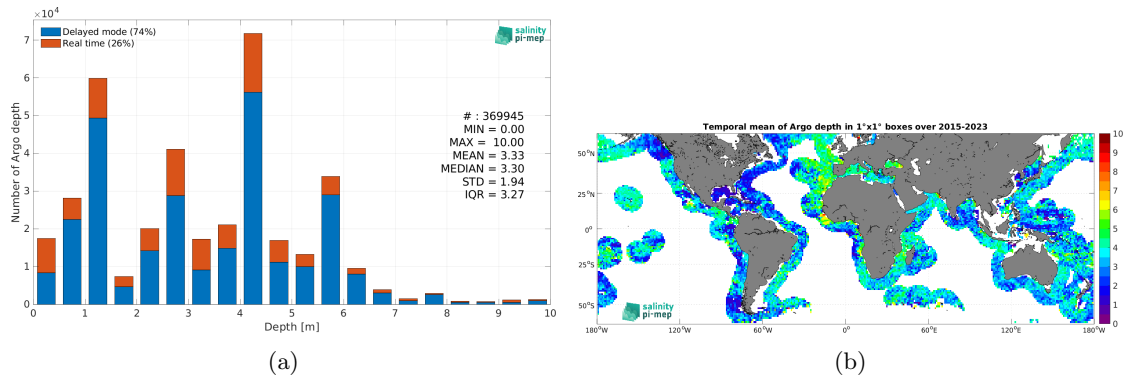 ×10⁴
Delayed mode (74%)
Real time (26%)
salinity
pi-mep
# : 369945
MIN = 0.00
MAX = 10.00
MEAN = 3.33
MEDIAN = 3.30
STD = 1.94
IQR = 3.27
Number of Argo depth
7
6
5
4
3
2
1
0
0 1 2 3 4 5 6 7 8 9 10
Depth [m]
(a)
Temporal mean of Argo depth in 1°x1° boxes over 2015-2023
50°N
25°N
0°
25°S
50°S
180°W 120°W 60°W 0° 60°E 120°E 180°W
salinity
pi-mep
10
9
8
7
6
5
4
3
2
1
0
(b)